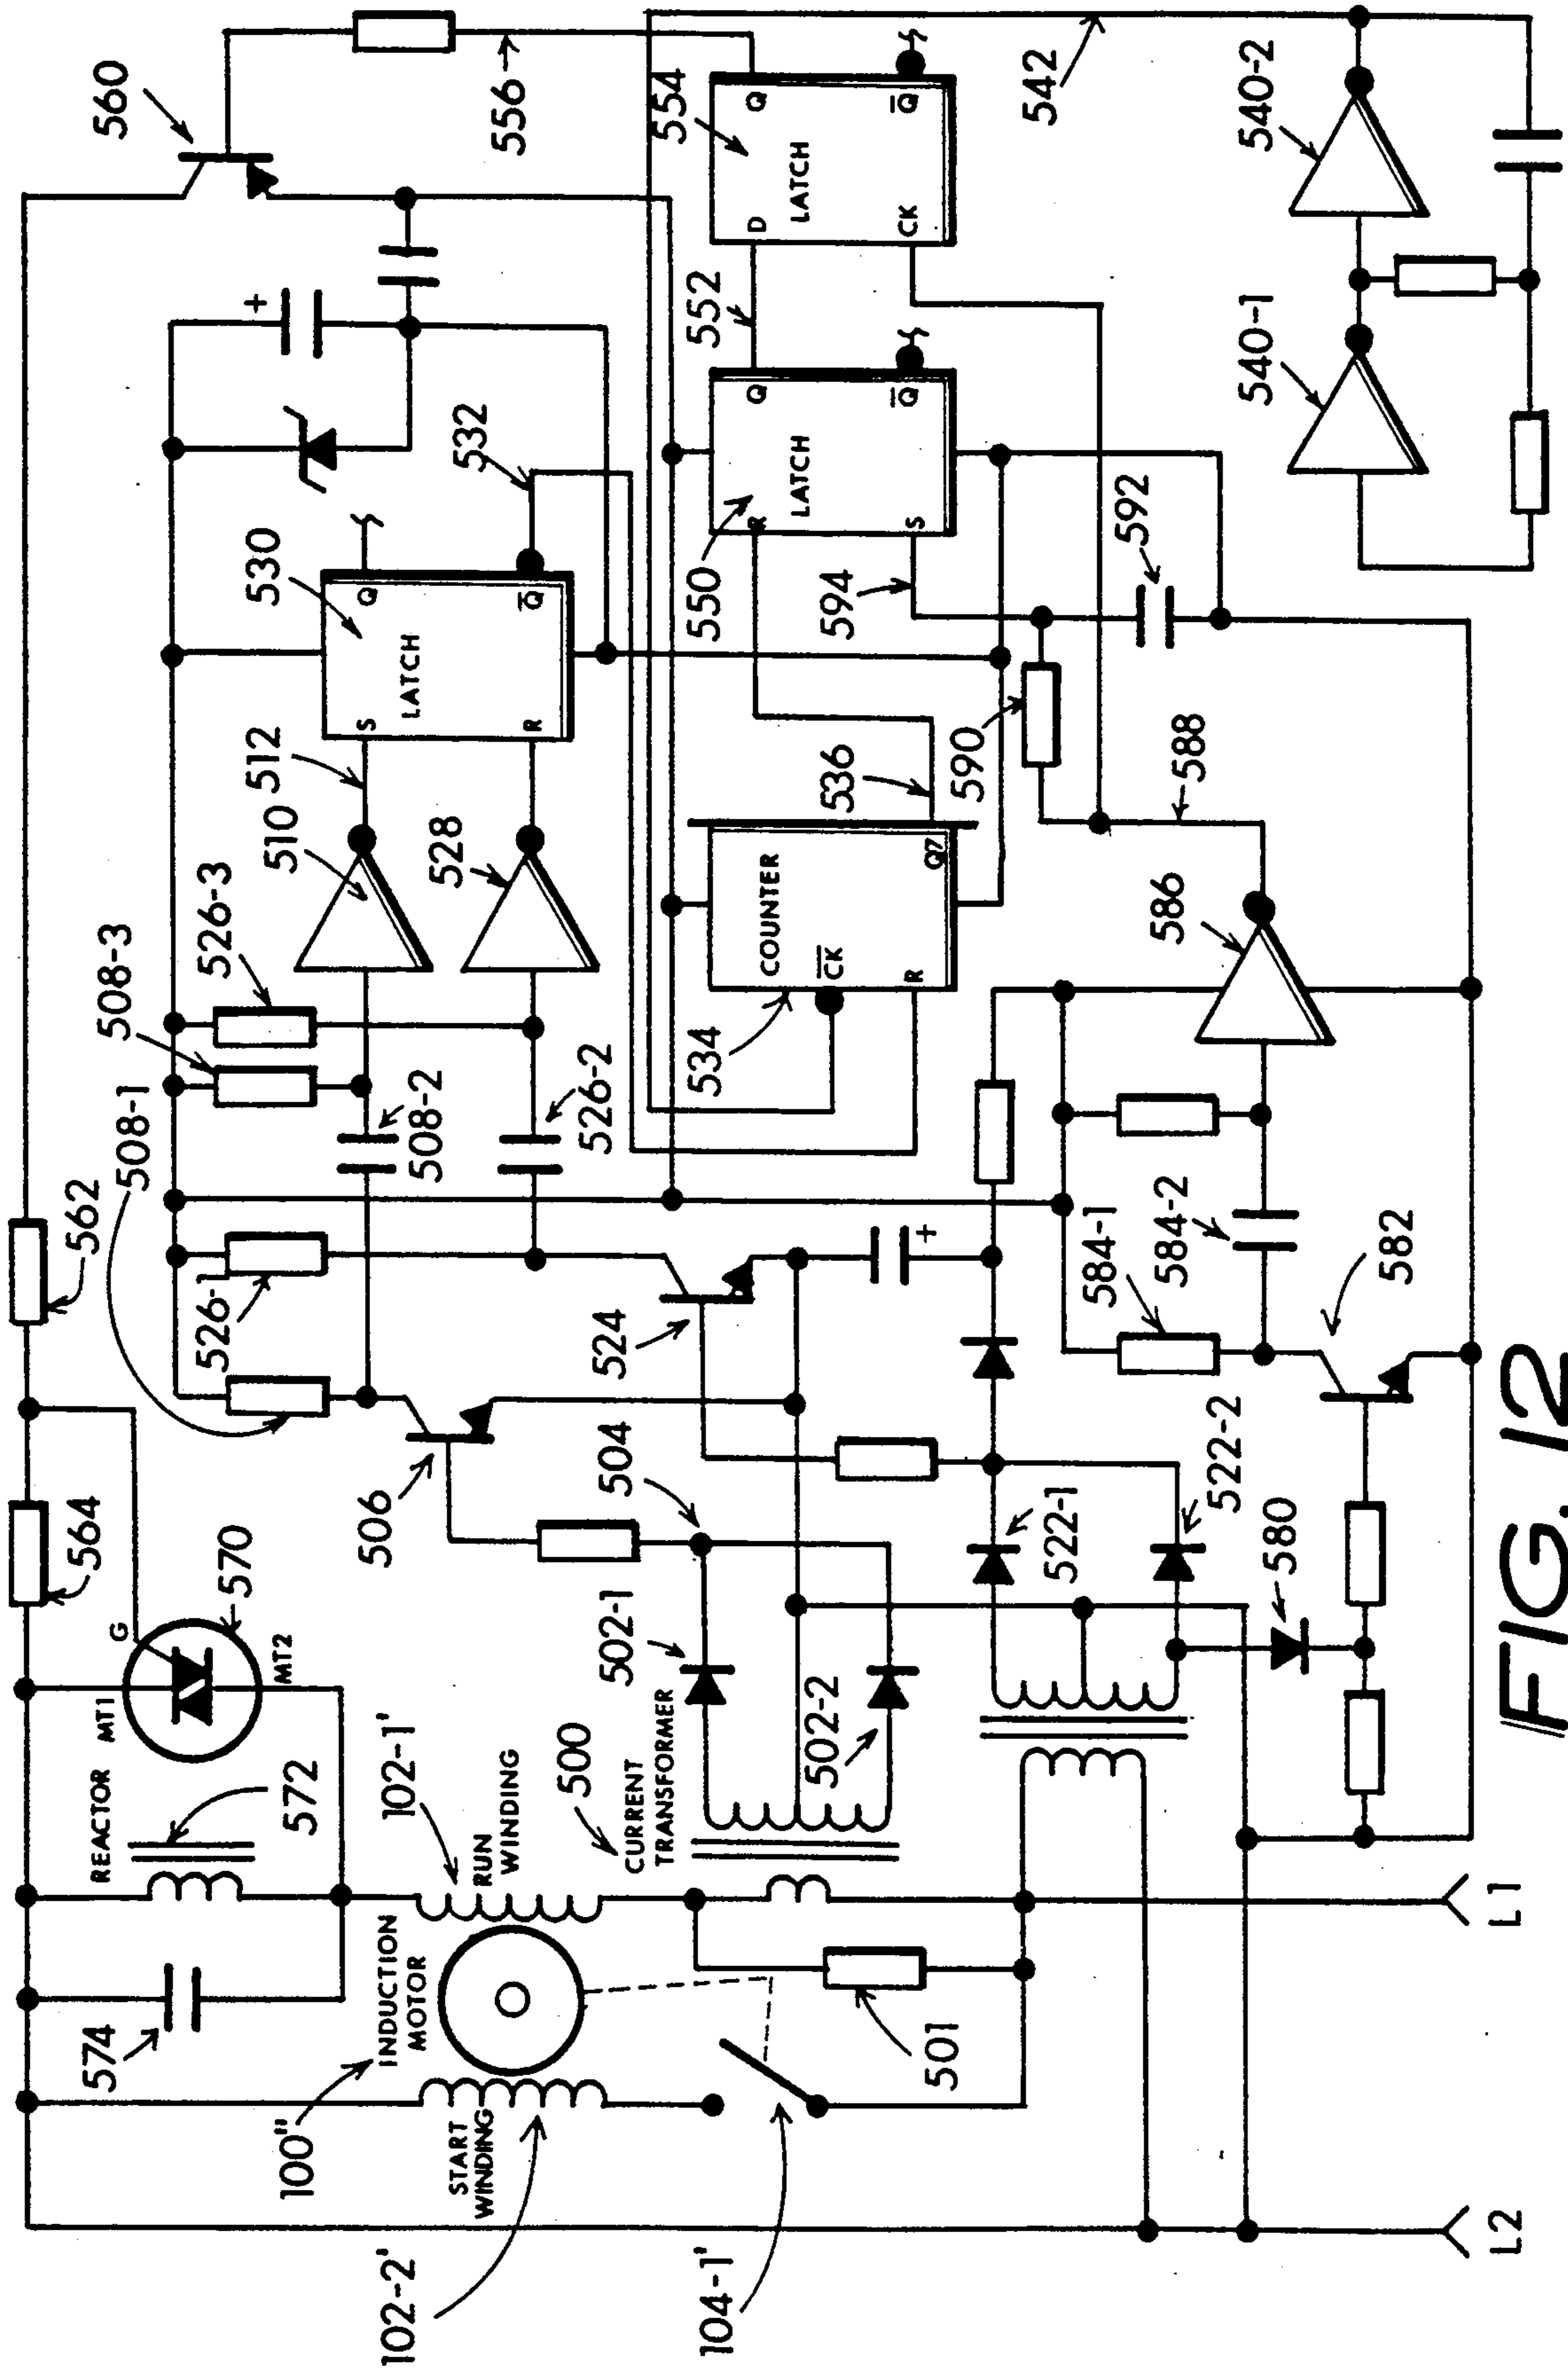 560
556
562
564
508-1
508-3
526-3
510
512
530
532
S
Q
LATCH
R
Q̅
528
508-2
526-2
526-1
G
MT1
MT2
570
REACTOR
572
574
506
524
504
502-1
502-2
522-1
522-2
580
582
584-1
584-2
586
588
590
592
594
534
COUNTER
C̅K̅
R
Q7
536
550
R
Q
LATCH
S
Q̅
552
554
D
Q
LATCH
CK
Q̅
542
540-1
540-2
102-1'
RUN
WINDING
500
CURRENT
TRANSFORMER
INDUCTION
MOTOR
100"
START
WINDING
102-2'
104-1'
501
L1
L2
FIG. 12